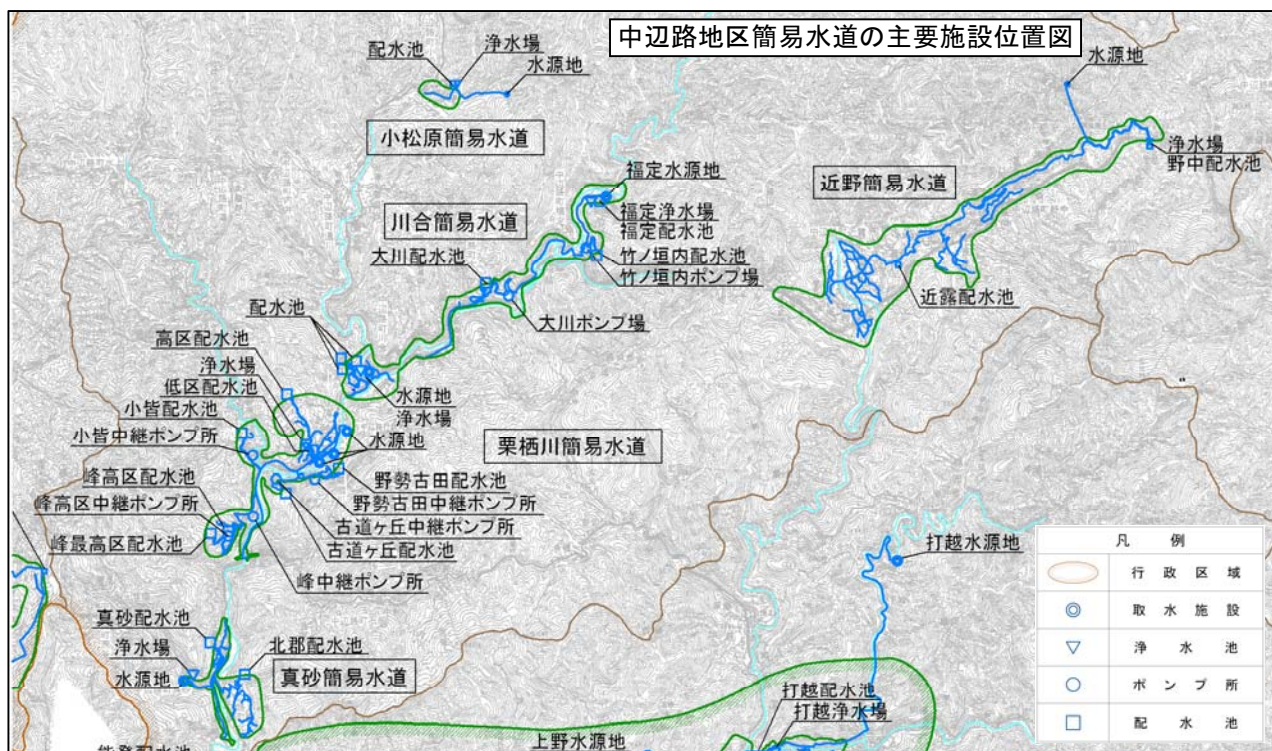 中辺路地区簡易水道の主要施設位置図
配水池
浄水場
水源地
小松原簡易水道
水源地
浄水場
野中配水池
近野簡易水道
近露配水池
福定水源地
福定浄水場
福定配水池
川合簡易水道
竹ノ垣内配水池
竹ノ垣内ポンプ場
大川配水池
大川ポンプ場
配水池
水源地
浄水場
高区配水池
浄水場
低区配水池
小皆配水池
小皆中継ポンプ所
水源地
栗栖川簡易水道
野勢古田配水池
野勢古田中継ポンプ所
古道ヶ丘中継ポンプ所
古道ヶ丘配水池
峰高区配水池
峰高区中継ポンプ所
峰最高区配水池
峰中継ポンプ所
真砂配水池
浄水場
水源地
北郡配水池
真砂簡易水道
打越水源地
打越配水池
打越浄水場
上野水源地
能登配水池
凡例
行政区域
取水施設
浄水池
ポンプ所
配水池